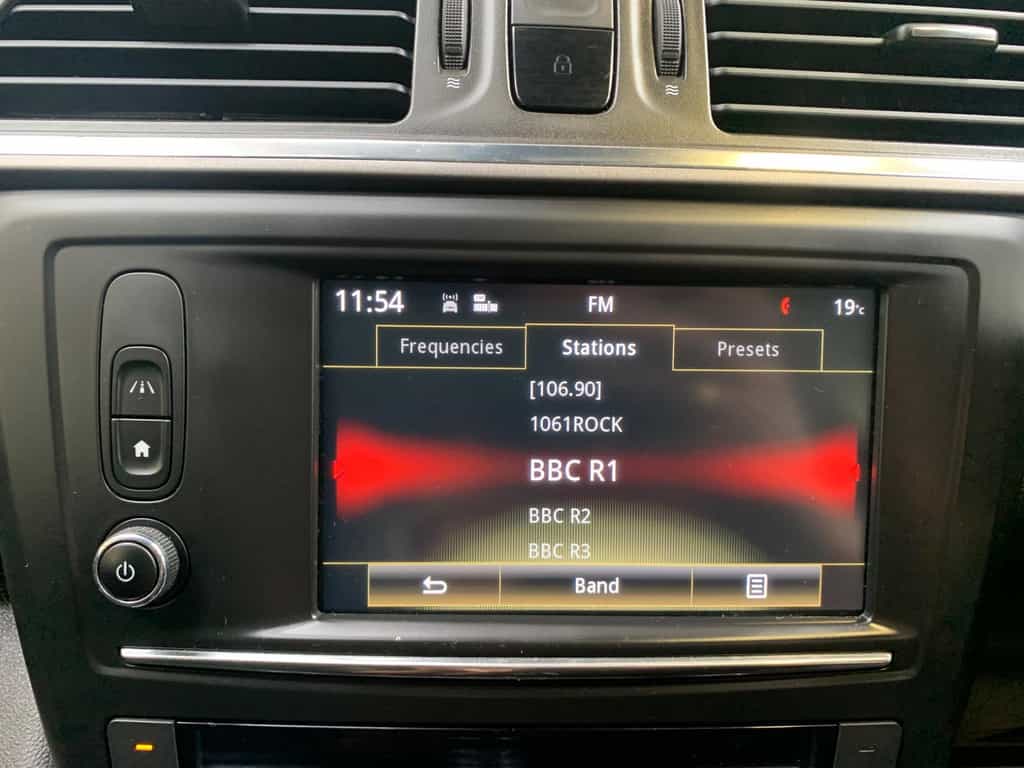 11:54 FM 19°c
Frequencies Stations Presets
[106.90]
1061ROCK
BBC R1
BBC R2
BBC R3
Band